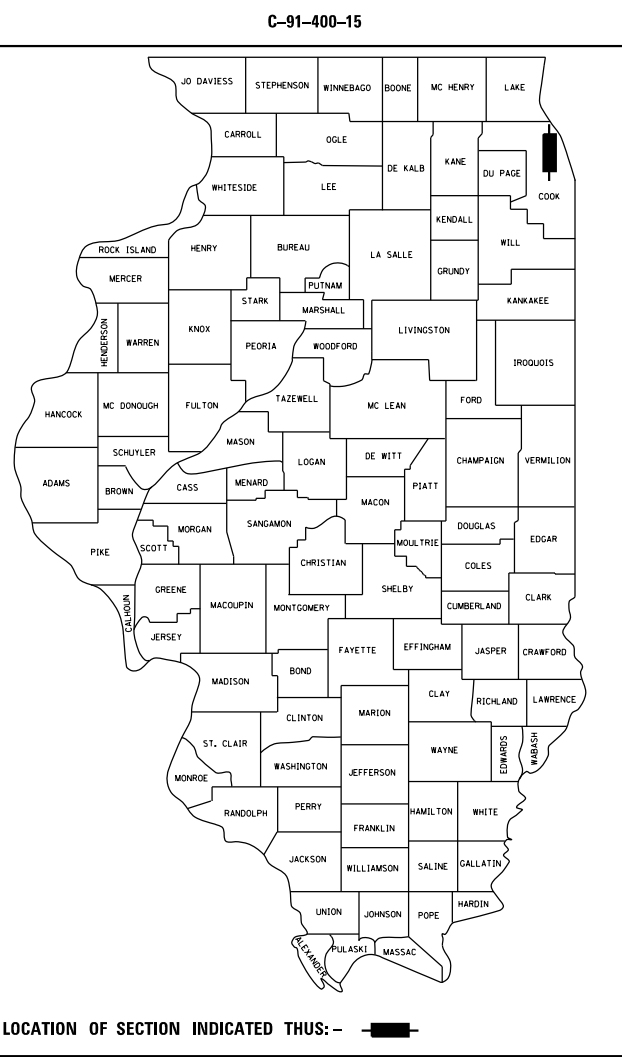 C–91–400–15
JO DAVIESS
STEPHENSON
WINNEBAGO
BOONE
MC HENRY
LAKE
CARROLL
OGLE
DE KALB
KANE
DU PAGE
COOK
WHITESIDE
LEE
KENDALL
WILL
ROCK ISLAND
HENRY
BUREAU
LA SALLE
GRUNDY
MERCER
PUTNAM
STARK
MARSHALL
KANKAKEE
HENDERSON
WARREN
KNOX
PEORIA
WOODFORD
LIVINGSTON
IROQUOIS
HANCOCK
MC DONOUGH
FULTON
TAZEWELL
MC LEAN
FORD
MASON
SCHUYLER
LOGAN
DE WITT
CHAMPAIGN
VERMILION
ADAMS
BROWN
CASS
MENARD
PIATT
MACON
MORGAN
SANGAMON
DOUGLAS
EDGAR
PIKE
SCOTT
CHRISTIAN
MOULTRIE
COLES
CALHOUN
GREENE
MACOUPIN
MONTGOMERY
SHELBY
CUMBERLAND
CLARK
JERSEY
FAYETTE
EFFINGHAM
JASPER
CRAWFORD
MADISON
BOND
CLAY
RICHLAND
LAWRENCE
CLINTON
MARION
ST. CLAIR
WAYNE
EDWARDS
WABASH
MONROE
WASHINGTON
JEFFERSON
RANDOLPH
PERRY
HAMILTON
WHITE
FRANKLIN
JACKSON
WILLIAMSON
SALINE
GALLATIN
UNION
JOHNSON
POPE
HARDIN
ALEXANDER
PULASKI
MASSAC
LOCATION OF SECTION INDICATED THUS: –